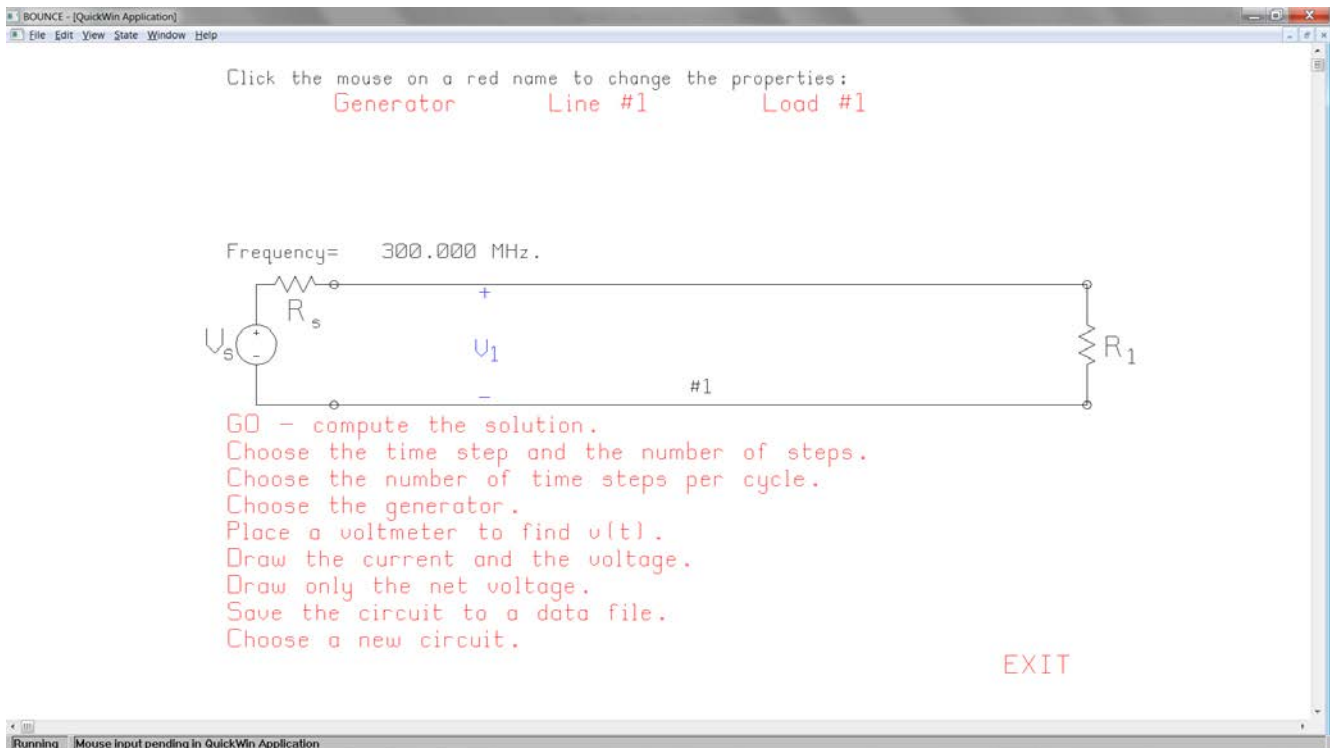 BOUNCE - [QuickWin Application]
File Edit View State Window Help
Click the mouse on a red name to change the properties:
Generator Line #1 Load #1
Frequency= 300.000 MHz.
+
Rs
+
Vs
-
V1
R1
#1
-
GO - compute the solution.
Choose the time step and the number of steps.
Choose the number of time steps per cycle.
Choose the generator.
Place a voltmeter to find v(t).
Draw the current and the voltage.
Draw only the net voltage.
Save the circuit to a data file.
Choose a new circuit.
EXIT
Running Mouse input pending in QuickWin Application